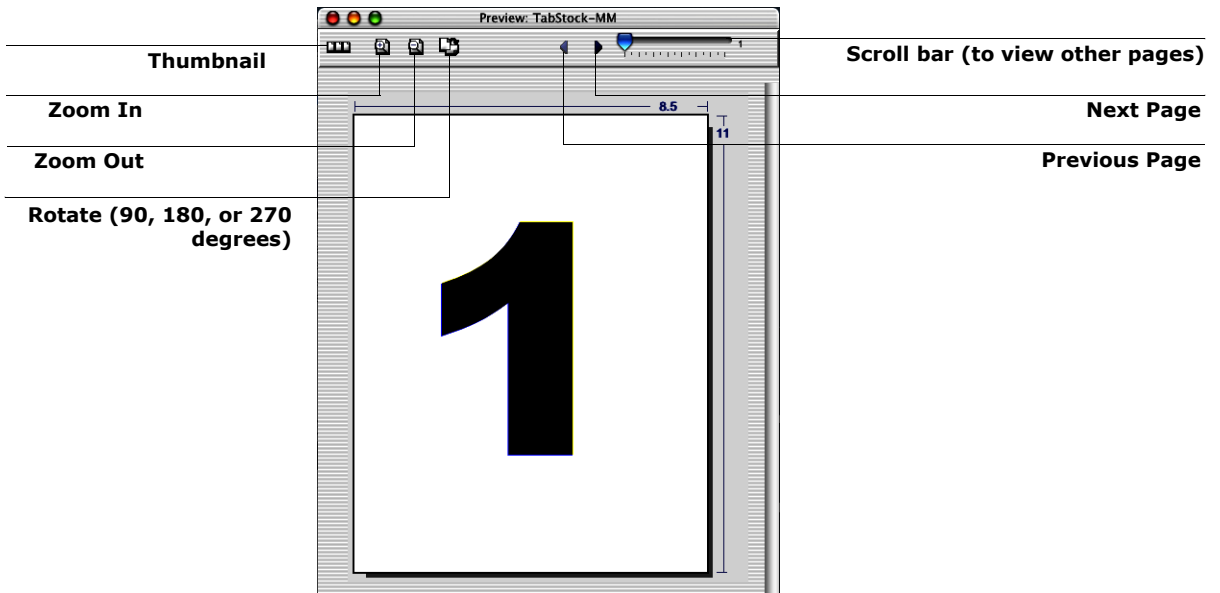 Preview: TabStock-MM
1
Thumbnail
Scroll bar (to view other pages)
Zoom In
Next Page
Zoom Out
Previous Page
Rotate (90, 180, or 270
degrees)
8.5
11
1